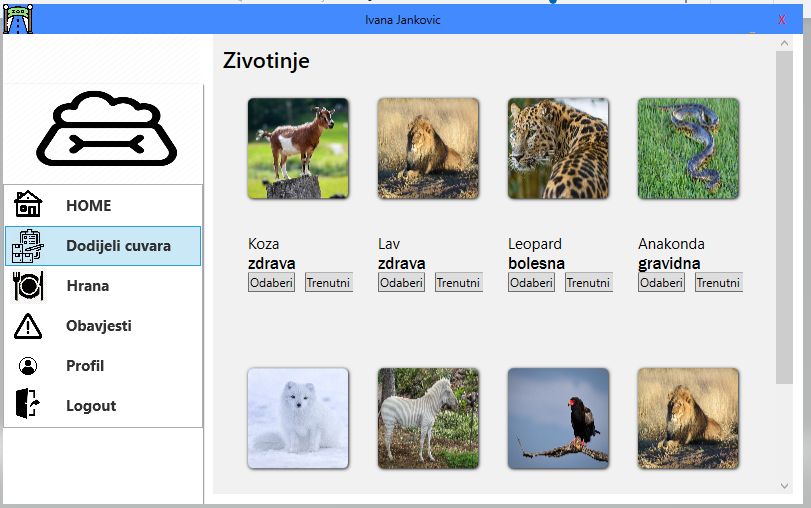 ZOO
Ivana Jankovic
X
Zivotinje
HOME
Dodijeli cuvara
Hrana
Obavjesti
Profil
Logout
Koza
zdrava
Odaberi Trenutni
Lav
zdrava
Odaberi Trenutni
Leopard
bolesna
Odaberi Trenutni
Anakonda
gravidna
Odaberi Trenutni